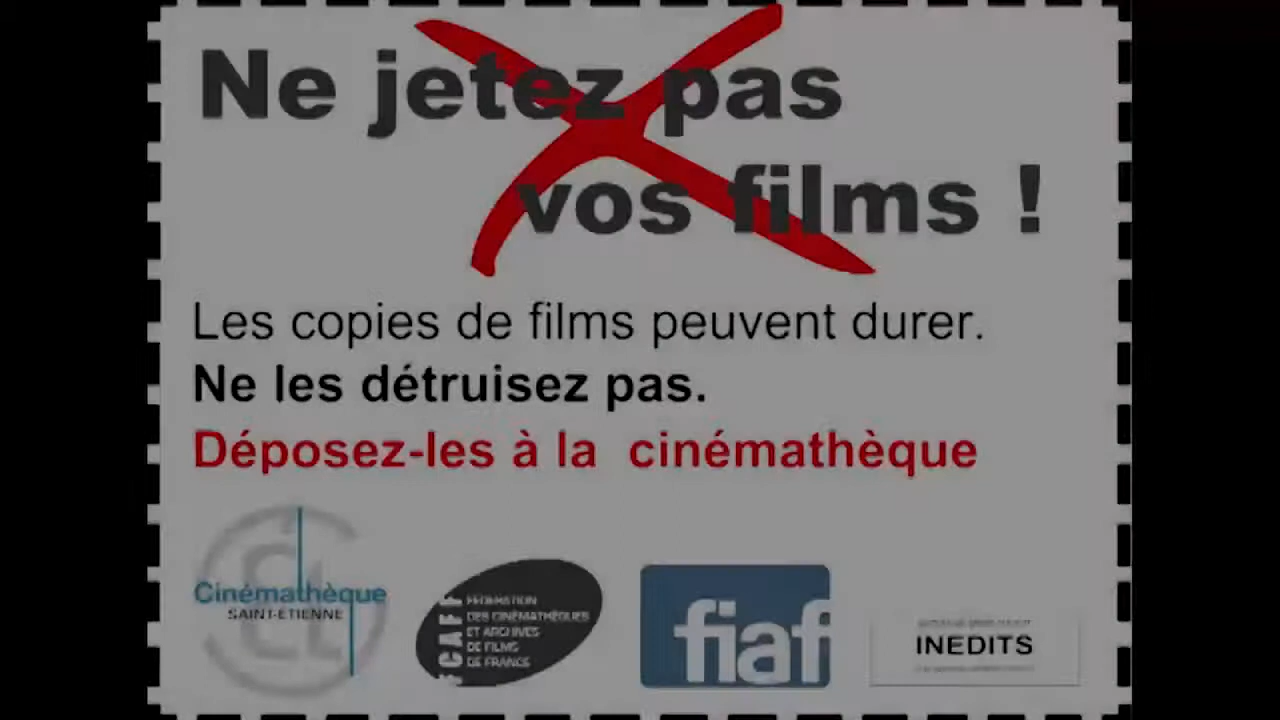 Ne jetez pas
vos films !
Les copies de films peuvent durer.
Ne les détruisez pas.
Déposez-les à la cinémathèque
Cinémathèque
SAINT-ETIENNE
FCAFF
FEDERATION
DES CINÉMATHÈQUES
ET ARCHIVES
DE FILMS
DE FRANCE
fiaf
INEDITS